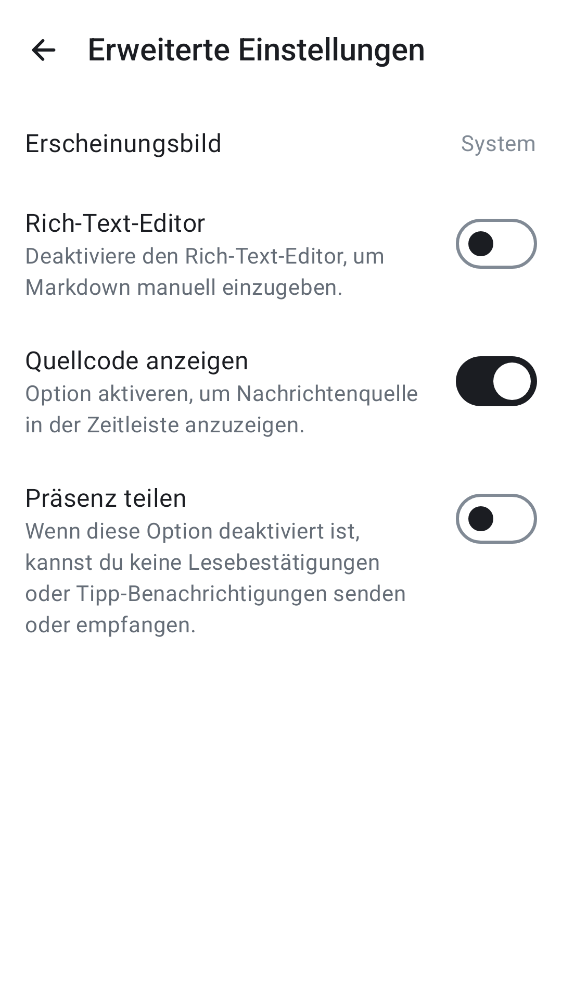 Erweiterte Einstellungen
Erscheinungsbild
System
Rich-Text-Editor
Deaktiviere den Rich-Text-Editor, um
Markdown manuell einzugeben.
Quellcode anzeigen
Option aktiveren, um Nachrichtenquelle
in der Zeitleiste anzuzeigen.
Präsenz teilen
Wenn diese Option deaktiviert ist,
kannst du keine Lesebestätigungen
oder Tipp-Benachrichtigungen senden
oder empfangen.